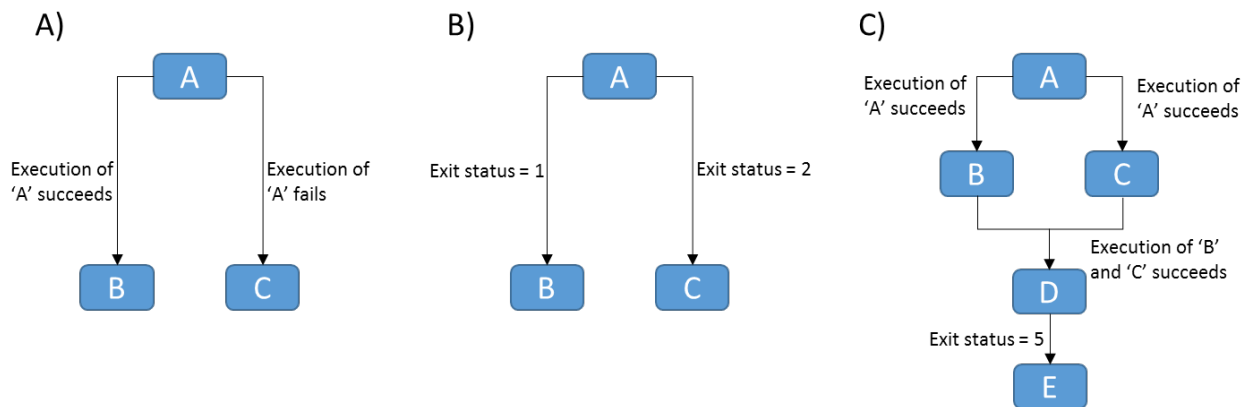 A)
A
Execution of
‘A’ succeeds
Execution of
‘A’ fails
B
C
B)
A
Exit status = 1
Exit status = 2
B
C
C)
A
Execution of
‘A’ succeeds
Execution of
‘A’ succeeds
B
C
Execution of ‘B’
and ‘C’ succeeds
D
Exit status = 5
E